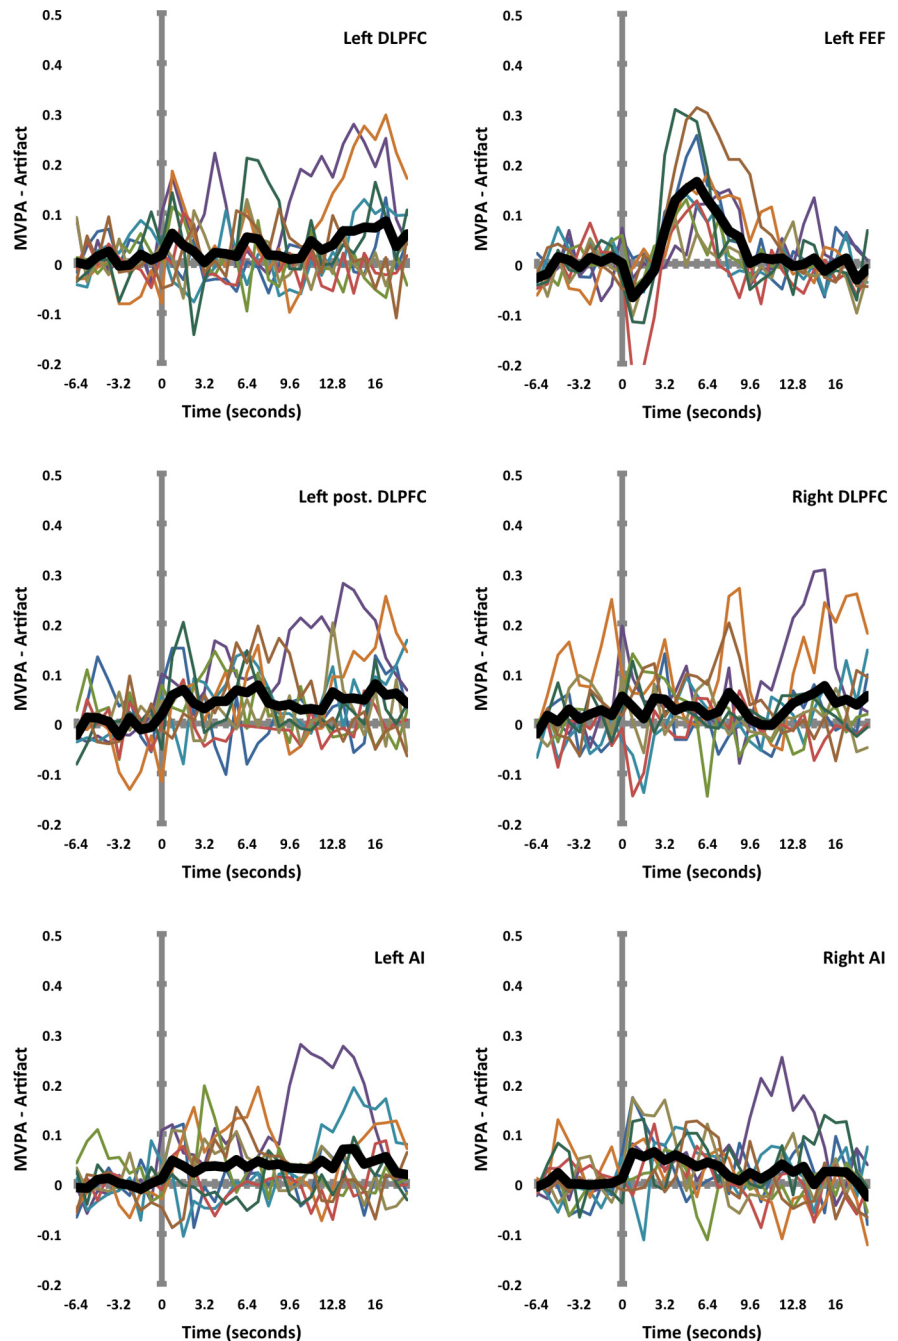 Left DLPFC
MVPA - Artifact
0.5
0.4
0.3
0.2
0.1
0
-0.1
-0.2
-6.4 -3.2 0 3.2 6.4 9.6 12.8 16
Time (seconds)
Left FEF
MVPA - Artifact
0.5
0.4
0.3
0.2
0.1
0
-0.1
-0.2
-6.4 -3.2 0 3.2 6.4 9.6 12.8 16
Time (seconds)
Left post. DLPFC
MVPA - Artifact
0.5
0.4
0.3
0.2
0.1
0
-0.1
-0.2
-6.4 -3.2 0 3.2 6.4 9.6 12.8 16
Time (seconds)
Right DLPFC
MVPA - Artifact
0.5
0.4
0.3
0.2
0.1
0
-0.1
-0.2
-6.4 -3.2 0 3.2 6.4 9.6 12.8 16
Time (seconds)
Left AI
MVPA - Artifact
0.5
0.4
0.3
0.2
0.1
0
-0.1
-0.2
-6.4 -3.2 0 3.2 6.4 9.6 12.8 16
Time (seconds)
Right AI
MVPA - Artifact
0.5
0.4
0.3
0.2
0.1
0
-0.1
-0.2
-6.4 -3.2 0 3.2 6.4 9.6 12.8 16
Time (seconds)